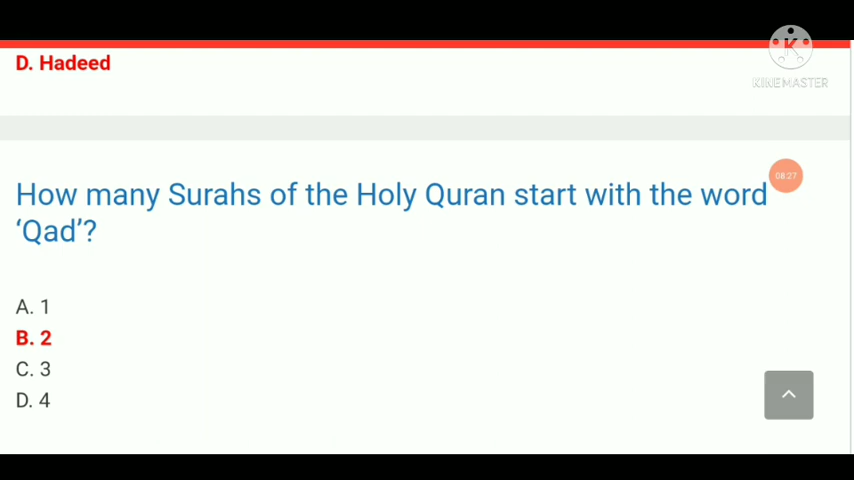 D. Hadeed
K
KINEMASTER
08:27
How many Surahs of the Holy Quran start with the word
‘Qad’?
A. 1
B. 2
C. 3
D. 4